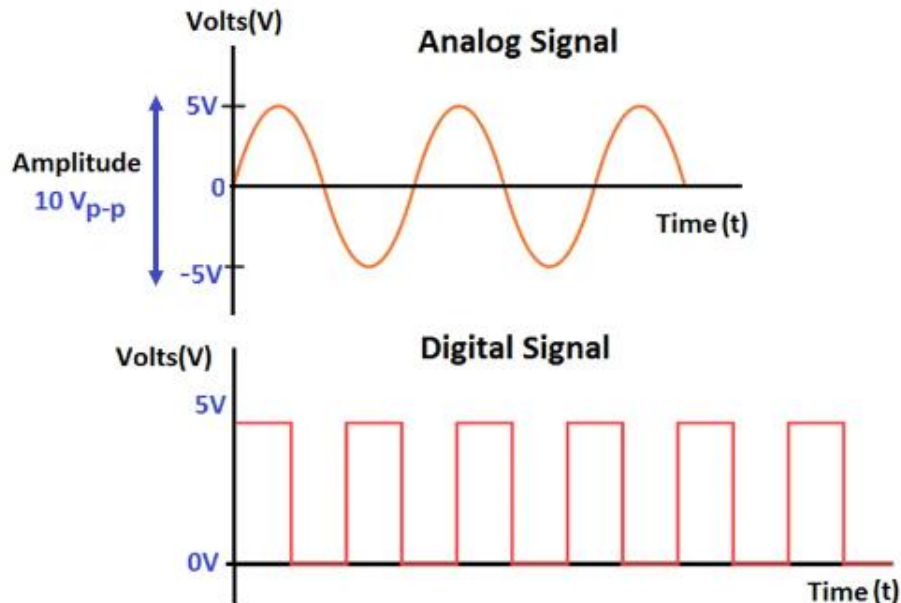 Volts(V)
Analog Signal
5V
Amplitude
10 Vp-p
0
Time (t)
-5V
Digital Signal
Volts(V)
5V
0V
Time (t)